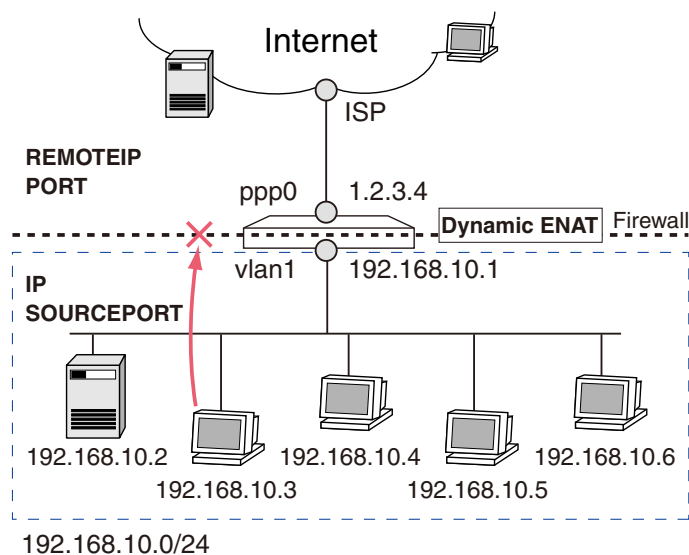 Internet
ISP
REMOTEIP
PORT
ppp0
1.2.3.4
Dynamic ENAT
Firewall
vlan1
192.168.10.1
IP
SOURCEPORT
192.168.10.2
192.168.10.3
192.168.10.4
192.168.10.5
192.168.10.6
192.168.10.0/24